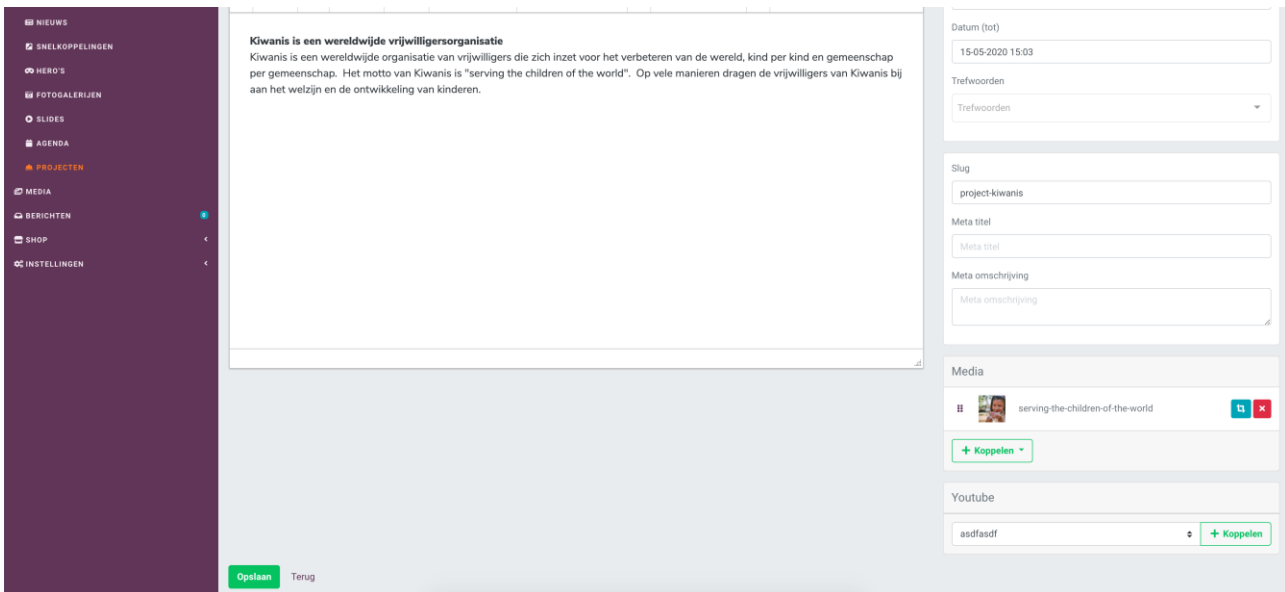 NIEUWS
SNELKOPPELINGEN
HERO'S
FOTOGALERIJEN
SLIDES
AGENDA
PROJECTEN
MEDIA
BERICHTEN 0
SHOP
INSTELLINGEN
Kiwanis is een wereldwijde vrijwilligersorganisatie
Kiwanis is een wereldwijde organisatie van vrijwilligers die zich inzet voor het verbeteren van de wereld, kind per kind en gemeenschap
per gemeenschap. Het motto van Kiwanis is "serving the children of the world". Op vele manieren dragen de vrijwilligers van Kiwanis bij
aan het welzijn en de ontwikkeling van kinderen.
Opslaan Terug
Datum (tot)
15-05-2020 15:03
Trefwoorden
Trefwoorden
Slug
project-kiwanis
Meta titel
Meta titel
Meta omschrijving
Meta omschrijving
Media
serving-the-children-of-the-world
+ Koppelen
Youtube
asdfasdf + Koppelen